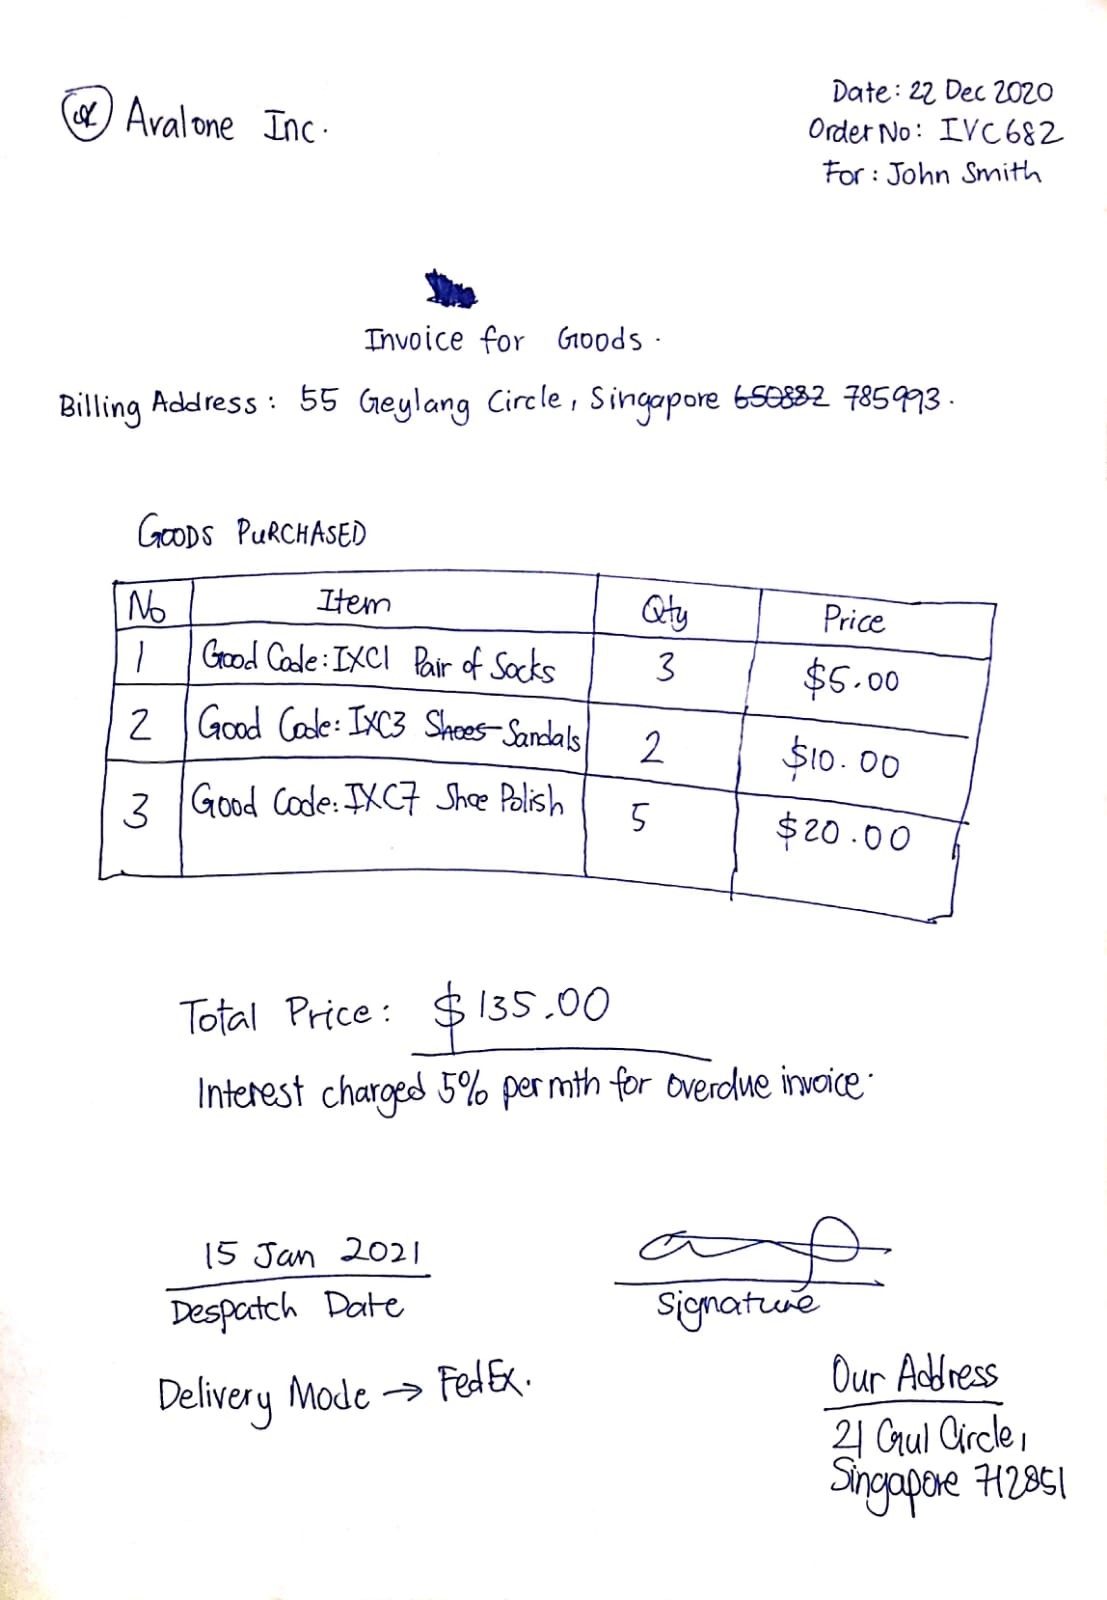 Avalone Inc.
Date: 22 Dec 2020
Order No: IVC682
For: John Smith
Invoice for Goods.
Billing Address: 55 Geylang Circle, Singapore 650882 785993.
GOODS PURCHASED
No Item Qty Price
1 Good Code: IXC1 Pair of Socks 3 $5.00
2 Good Code: IXC3 Shoes Sandals 2 $10.00
3 Good Code: IXC7 Shoe Polish 5 $20.00
Total Price: $135.00
Interest charged 5% per mth for overdue invoice.
15 Jan 2021
Despatch Date
Signature
Delivery Mode → FedEx.
Our Address
21 Gul Circle,
Singapore 712851